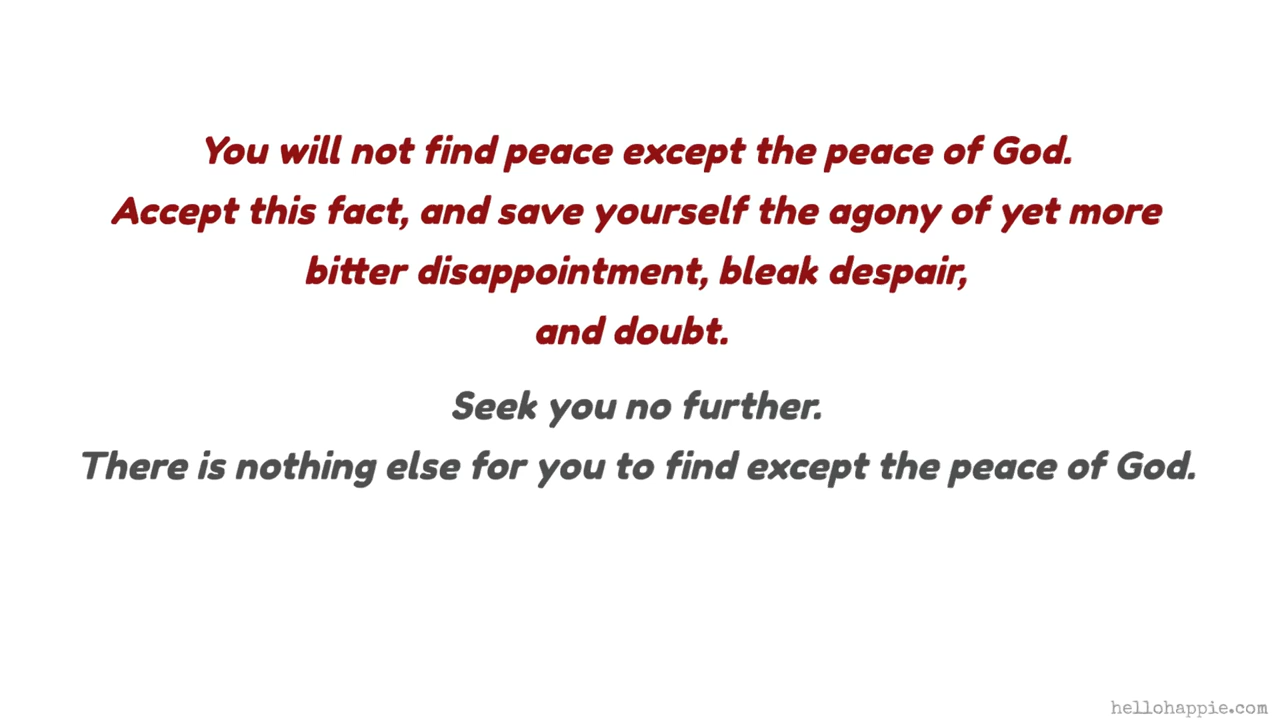 You will not find peace except the peace of God.
Accept this fact, and save yourself the agony of yet more
bitter disappointment, bleak despair,
and doubt.
Seek you no further.
There is nothing else for you to find except the peace of God.
hellohappie.com